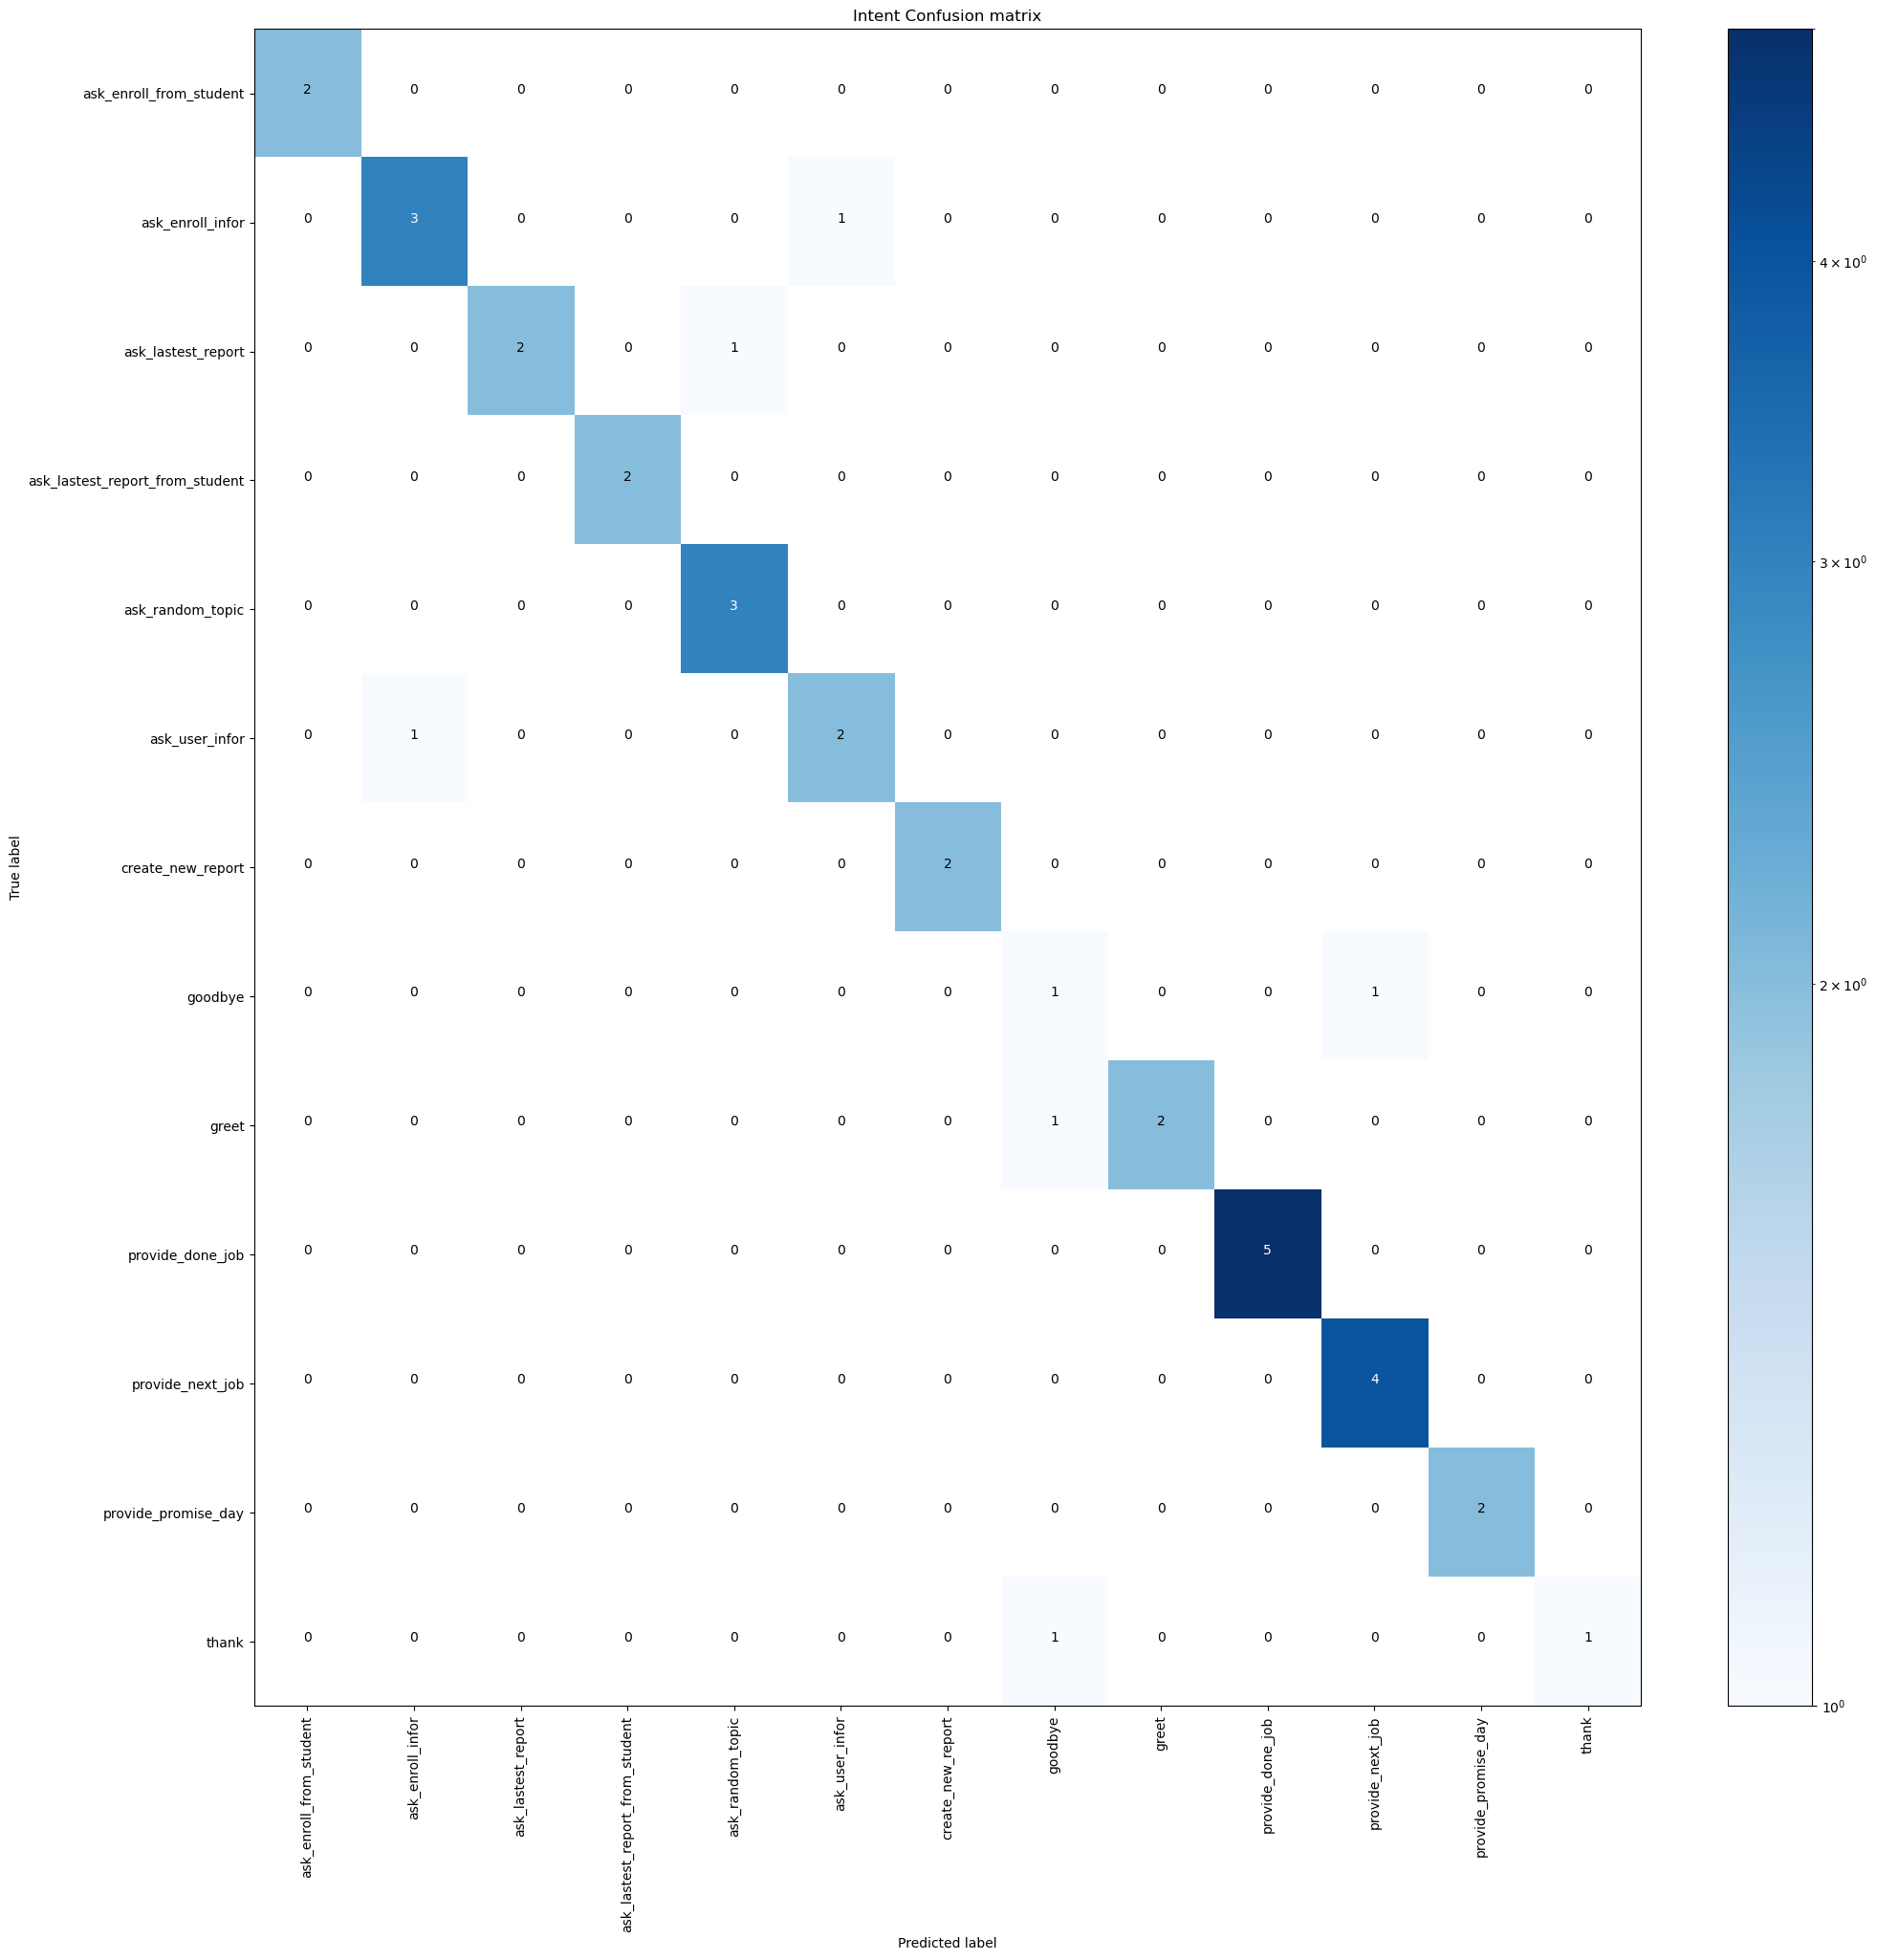 Intent Confusion matrix
True label
ask_enroll_from_student 2 0 0 0 0 0 0 0 0 0 0 0 0
ask_enroll_infor 0 3 0 0 0 1 0 0 0 0 0 0 0
ask_lastest_report 0 0 2 0 1 0 0 0 0 0 0 0 0
ask_lastest_report_from_student 0 0 0 2 0 0 0 0 0 0 0 0 0
ask_random_topic 0 0 0 0 3 0 0 0 0 0 0 0 0
ask_user_infor 0 1 0 0 0 2 0 0 0 0 0 0 0
create_new_report 0 0 0 0 0 0 2 0 0 0 0 0 0
goodbye 0 0 0 0 0 0 0 1 0 0 1 0 0
greet 0 0 0 0 0 0 0 1 2 0 0 0 0
provide_done_job 0 0 0 0 0 0 0 0 0 5 0 0 0
provide_next_job 0 0 0 0 0 0 0 0 0 0 4 0 0
provide_promise_day 0 0 0 0 0 0 0 0 0 0 0 2 0
thank 0 0 0 0 0 0 0 1 0 0 0 0 1
ask_enroll_from_student
ask_enroll_infor
ask_lastest_report
ask_lastest_report_from_student
ask_random_topic
ask_user_infor
create_new_report
goodbye
greet
provide_done_job
provide_next_job
provide_promise_day
thank
Predicted label
4 × 10⁰
3 × 10⁰
2 × 10⁰
10⁰